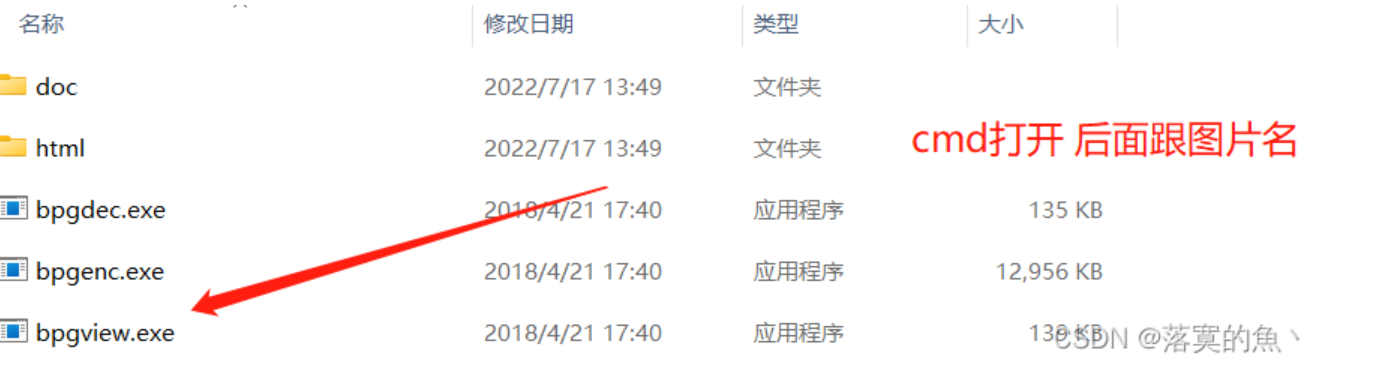 名称 修改日期 类型 大小
doc 2022/7/17 13:49 文件夹
cmd打开 后面跟图片名
html 2022/7/17 13:49 文件夹
bpgdec.exe 2018/4/21 17:40 应用程序 135 KB
bpgenc.exe 2018/4/21 17:40 应用程序 12,956 KB
bpgview.exe 2018/4/21 17:40 应用程序 139 KB
CSDN @落寞的魚丶